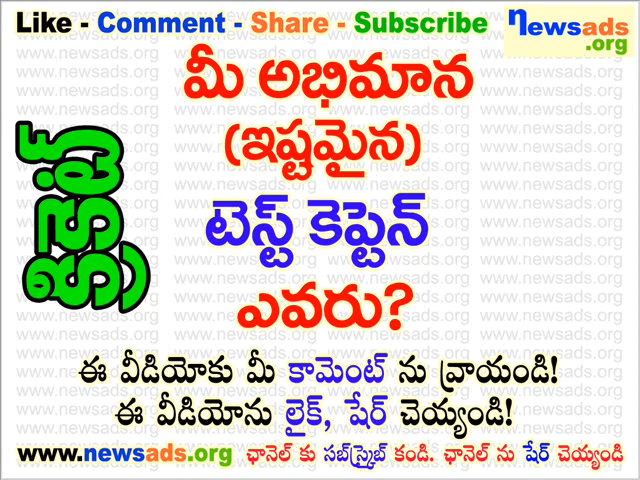 Like - Comment - Share - Subscribe
newsads
.org
మీ అభిమాన
(ఇష్టమైన)
టెస్ట్ కెప్టెన్
ఎవరు?
క్రికెట్
ఈ వీడియోకు మీ కామెంట్ ను వ్రాయండి!
ఈ వీడియోను లైక్, షేర్ చెయ్యండి!
www.newsads.org ఛానెల్ కు సబ్‌స్క్రైబ్ కండి. ఛానెల్ ను షేర్ చెయ్యండి